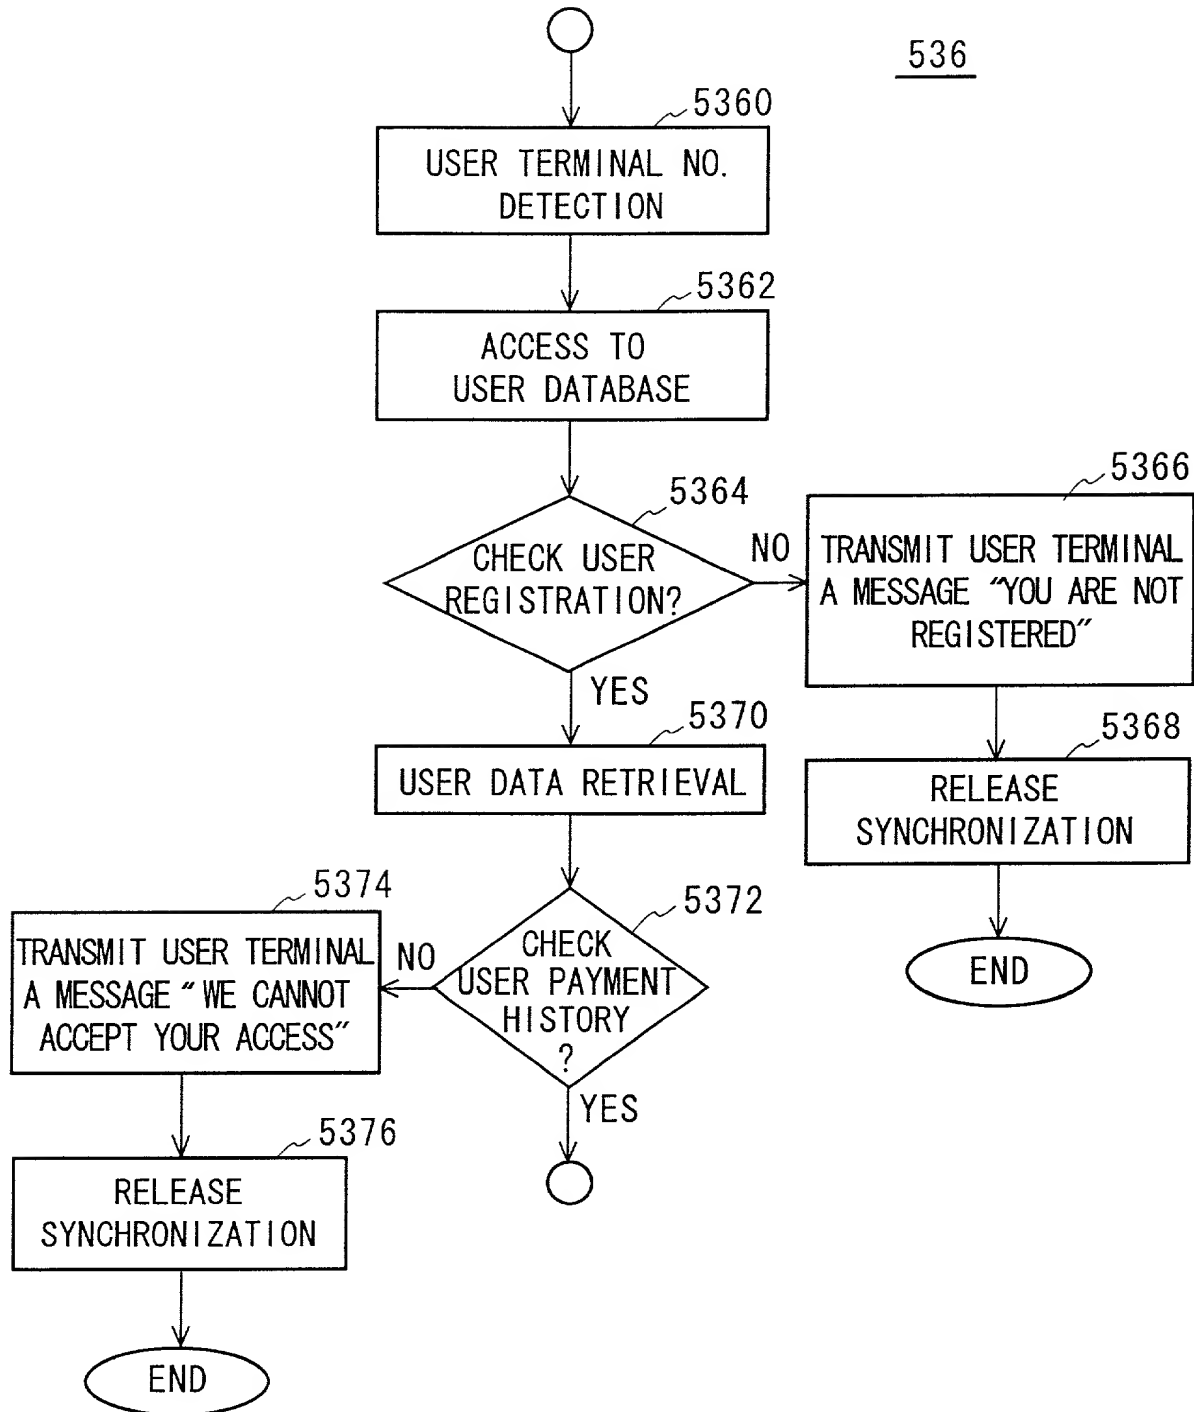 536
5360
USER TERMINAL NO.
DETECTION
5362
ACCESS TO
USER DATABASE
5364
CHECK USER
REGISTRATION?
NO
5366
TRANSMIT USER TERMINAL
A MESSAGE “YOU ARE NOT
REGISTERED”
YES
5368
RELEASE
SYNCHRONIZATION
END
5370
USER DATA RETRIEVAL
5372
CHECK
USER PAYMENT
HISTORY
?
NO
5374
TRANSMIT USER TERMINAL
A MESSAGE “WE CANNOT
ACCEPT YOUR ACCESS”
YES
5376
RELEASE
SYNCHRONIZATION
END